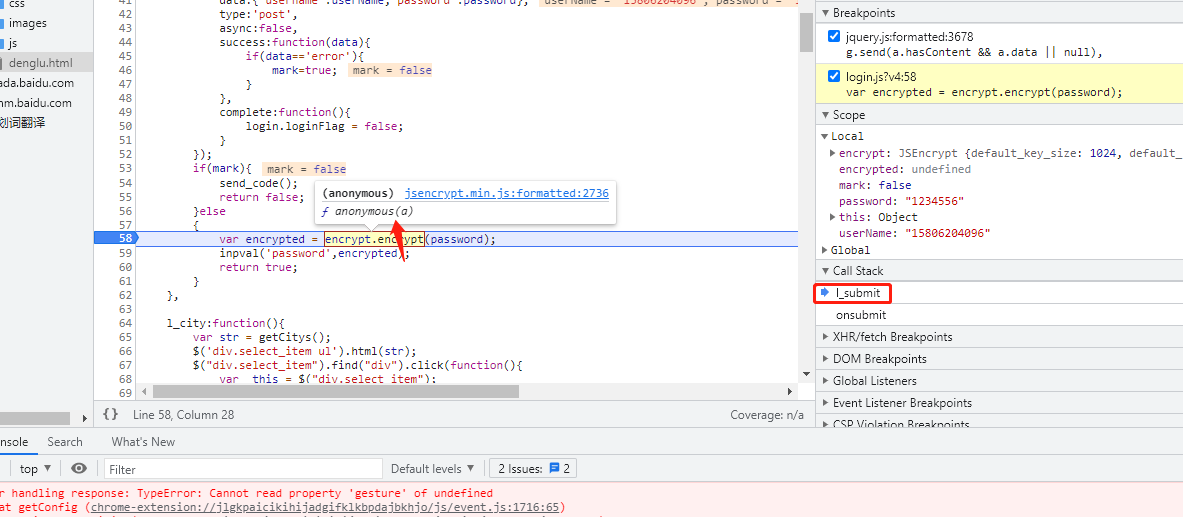 css
images
js
denglu.html
ada.baidu.com
nm.baidu.com
划词翻译
41 data:{ username :userName, password :password},
42 type:'post',
43 async:false,
44 success:function(data){
45 if(data=='error'){
46 mark=true; mark = false
47 }
48 },
49 complete:function(){
50 login.loginFlag = false;
51 }
52 });
53 if(mark){ mark = false
54 send_code();
55 return false;
56 }else
57 {
58 var encrypted = encrypt.encrypt(password);
59 inpval('password',encrypted);
60 return true;
61 }
62 },
63
64 l_city:function(){
65 var str = getCitys();
66 $('div.select_item ul').html(str);
67 $("div.select_item").find("div").click(function(){
68 var _this = $("div.select_item");
69
(anonymous) jsencrypt.min.js:formatted:2736
ƒ anonymous(a)
{} Line 58, Column 28 Coverage: n/a
Breakpoints
jquery.js:formatted:3678
g.send(a.hasContent && a.data || null),
login.js?v4:58
var encrypted = encrypt.encrypt(password);
Scope
Local
encrypt: JSEncrypt {default_key_size: 1024, default_
encrypted: undefined
mark: false
password: "1234556"
this: Object
userName: "15806204096"
Global
Call Stack
l_submit
onsubmit
XHR/fetch Breakpoints
DOM Breakpoints
Global Listeners
Event Listener Breakpoints
CSP Violation Breakpoints
nsole Search What's New
top Filter Default levels 2 Issues: 2
r handling response: TypeError: Cannot read property 'gesture' of undefined
at getConfig (chrome-extension://jlgkpaicikihijadgifklkbpdajbkhjo/js/event.js:1716:65)